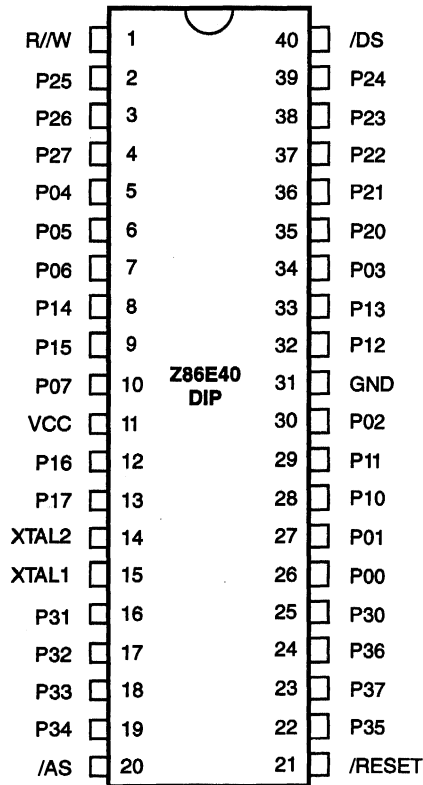 R//W 1 40 /DS
P25 2 39 P24
P26 3 38 P23
P27 4 37 P22
P04 5 36 P21
P05 6 35 P20
P06 7 34 P03
P14 8 33 P13
P15 9 32 P12
P07 10 Z86E40 31 GND
DIP
VCC 11 30 P02
P16 12 29 P11
P17 13 28 P10
XTAL2 14 27 P01
XTAL1 15 26 P00
P31 16 25 P30
P32 17 24 P36
P33 18 23 P37
P34 19 22 P35
/AS 20 21 /RESET